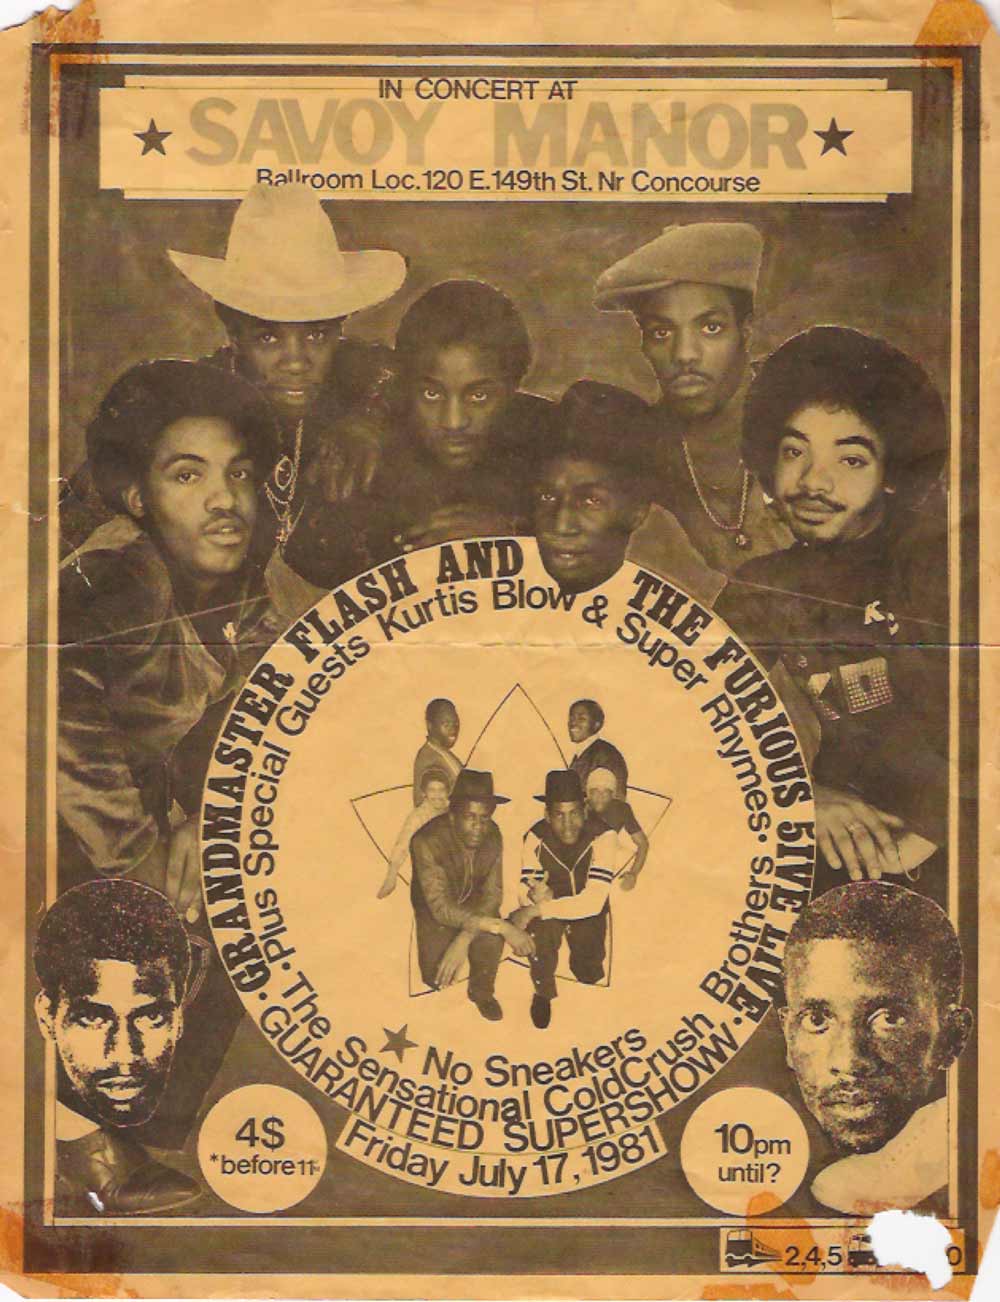 IN CONCERT AT
SAVOY MANOR
Ballroom Loc. 120 E. 149th St. Nr Concourse
GRANDMASTER FLASH AND THE FURIOUS 5IVE LIVE
Plus Special Guests Kurtis Blow & Super Rhymes
The Sensational ColdCrush Brothers
GUARANTEED SUPERSHOWW
No Sneakers
Friday July 17, 1981
4$
*before 11
10pm
until?
2,4,5